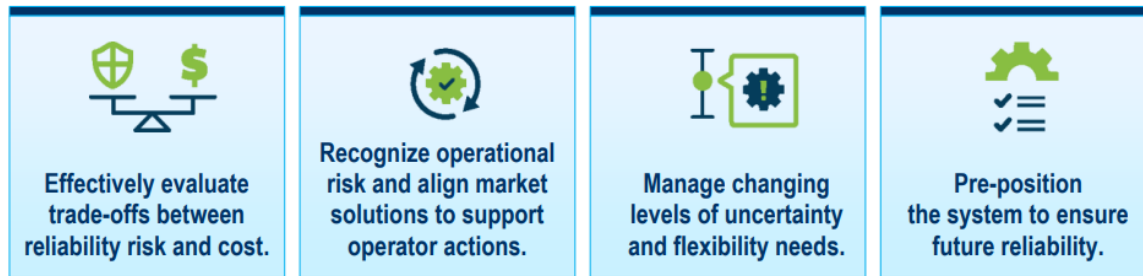 $
Effectively evaluate
trade-offs between
reliability risk and cost.
Recognize operational
risk and align market
solutions to support
operator actions.
!
Manage changing
levels of uncertainty
and flexibility needs.
Pre-position
the system to ensure
future reliability.